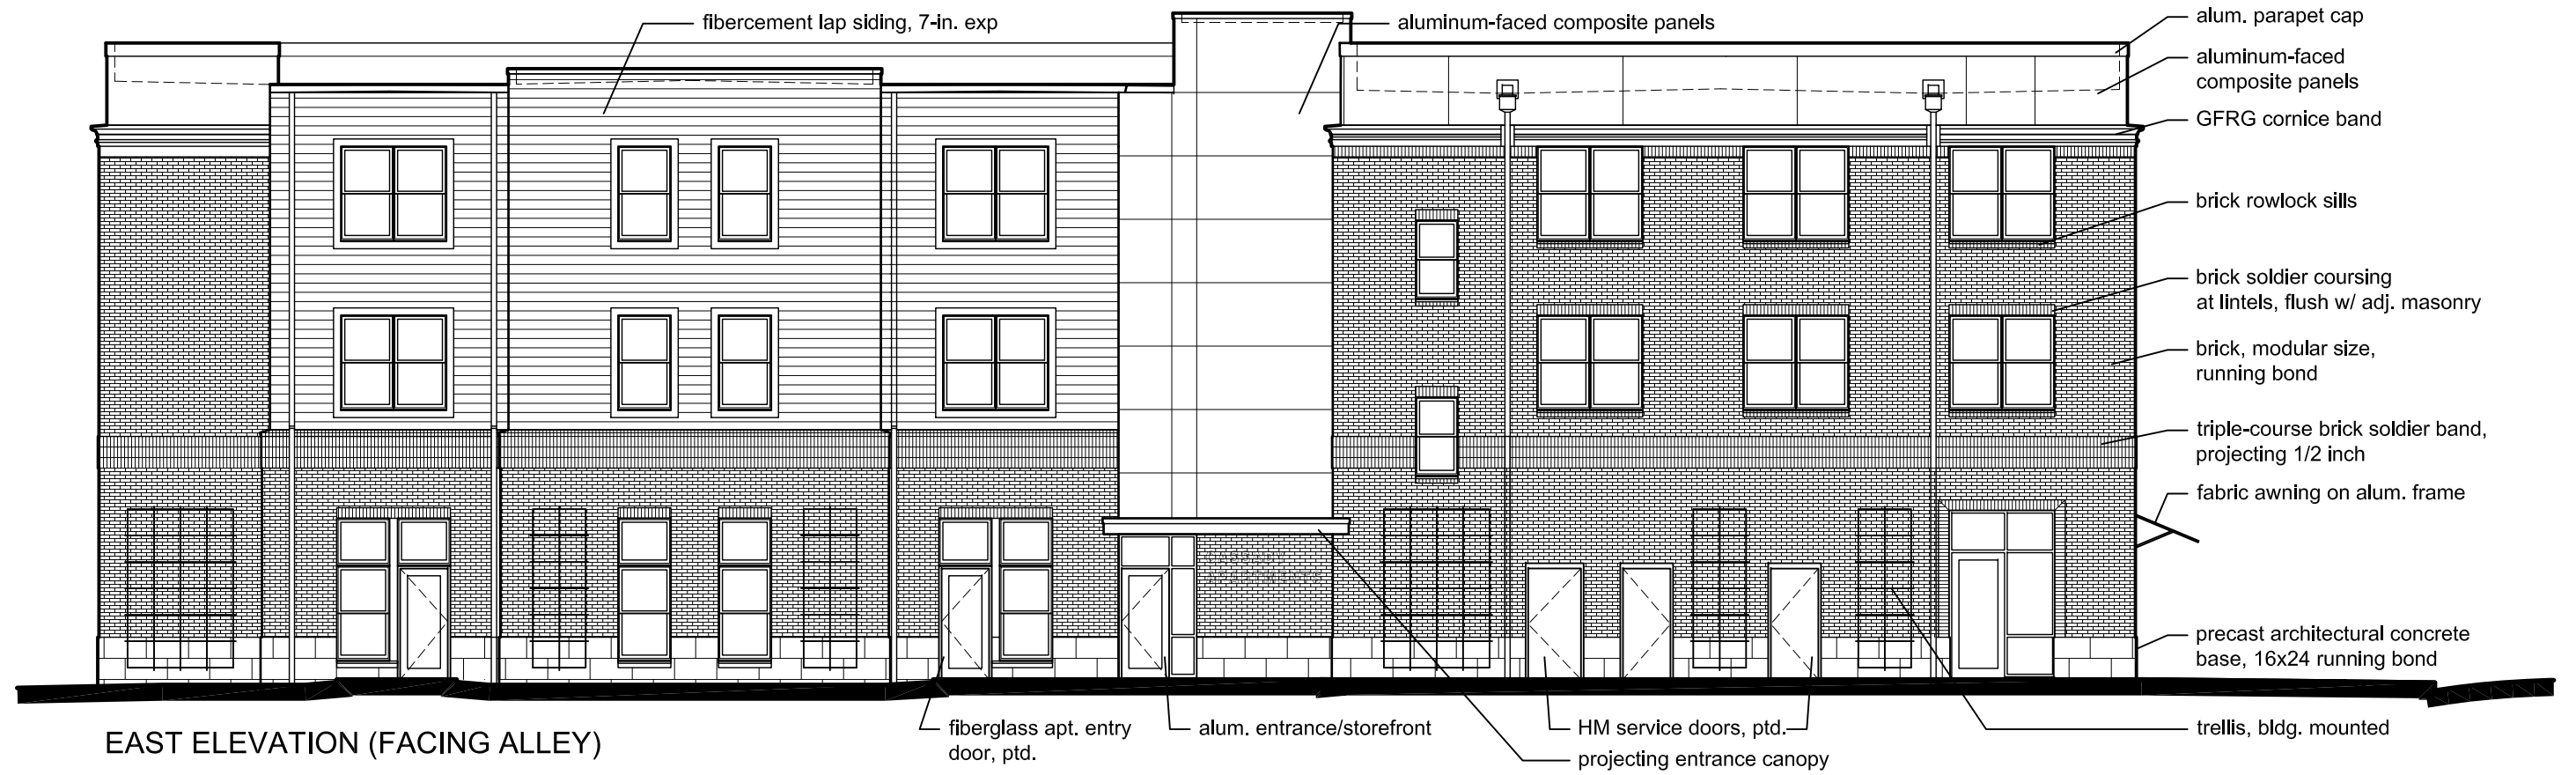 fibercement lap siding, 7-in. exp
aluminum-faced composite panels
alum. parapet cap
aluminum-faced
composite panels
GFRG cornice band
brick rowlock sills
brick soldier coursing
at lintels, flush w/ adj. masonry
brick, modular size,
running bond
triple-course brick soldier band,
projecting 1/2 inch
fabric awning on alum. frame
APARTMENTS
precast architectural concrete
base, 16x24 running bond
trellis, bldg. mounted
fiberglass apt. entry
door, ptd.
alum. entrance/storefront
HM service doors, ptd.
projecting entrance canopy
EAST ELEVATION (FACING ALLEY)